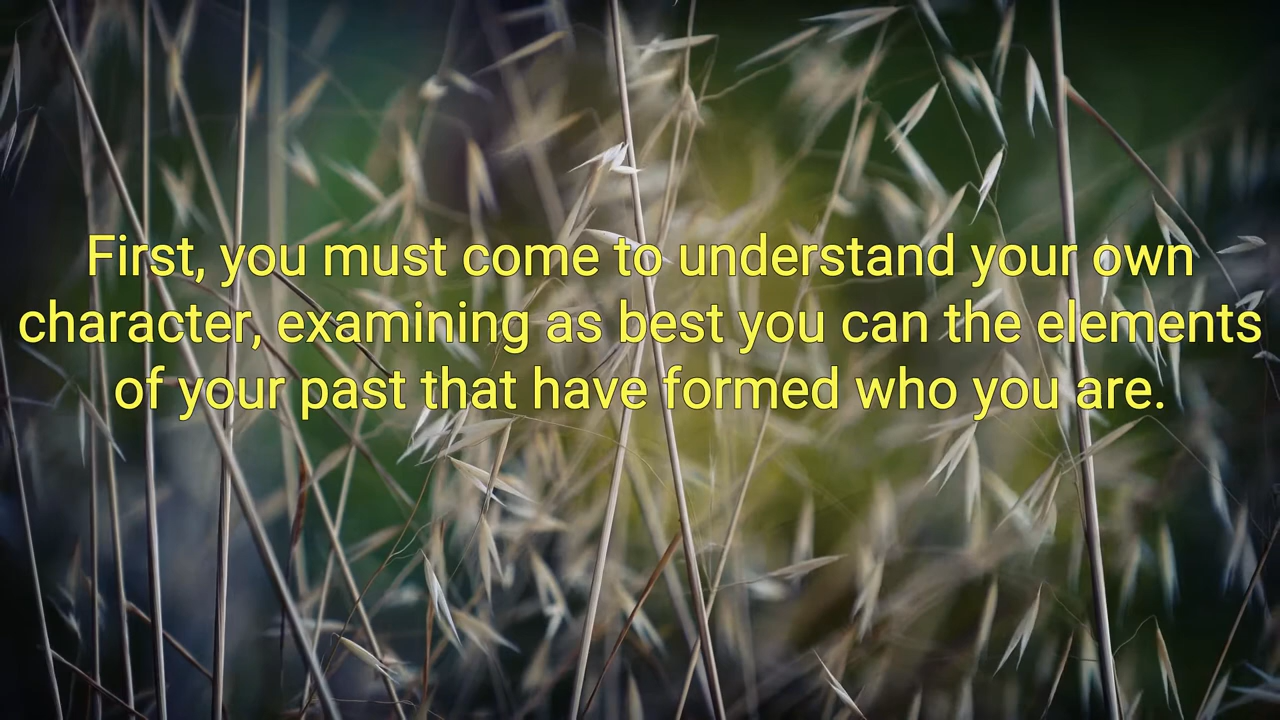 First, you must come to understand your own
character, examining as best you can the elements
of your past that have formed who you are.